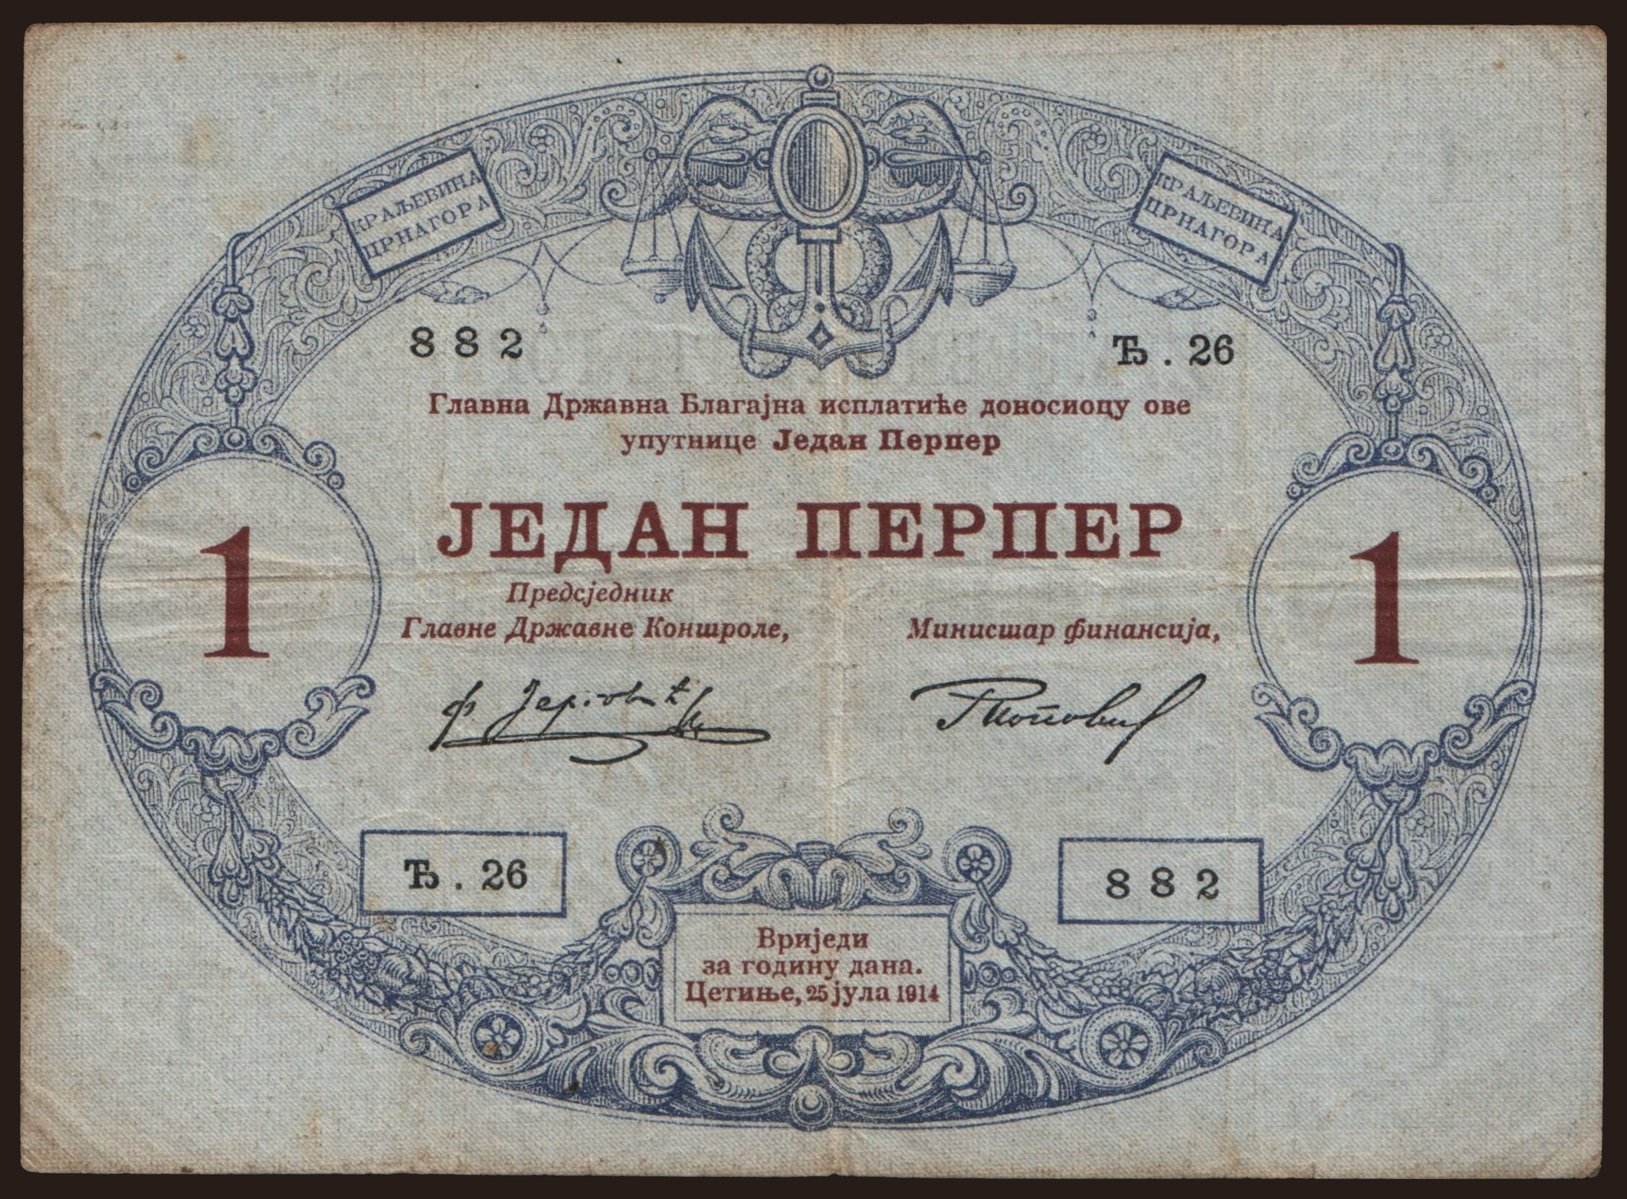 КРАЉЕВИНА
ЦРНАГОРА
КРАЉЕВИНА
ЦРНАГОРА
882
Ђ. 26
Главна Државна Благајна исплатиће доносиоцу ове
упутнице Један Перпер
ЈЕДАН ПЕРПЕР
1
1
Предсједник
Главне Државне Контроле,
Министар финансија,
Ђ. 26
882
Вриједи
за годину дана.
Цетиње, 25 јула 1914